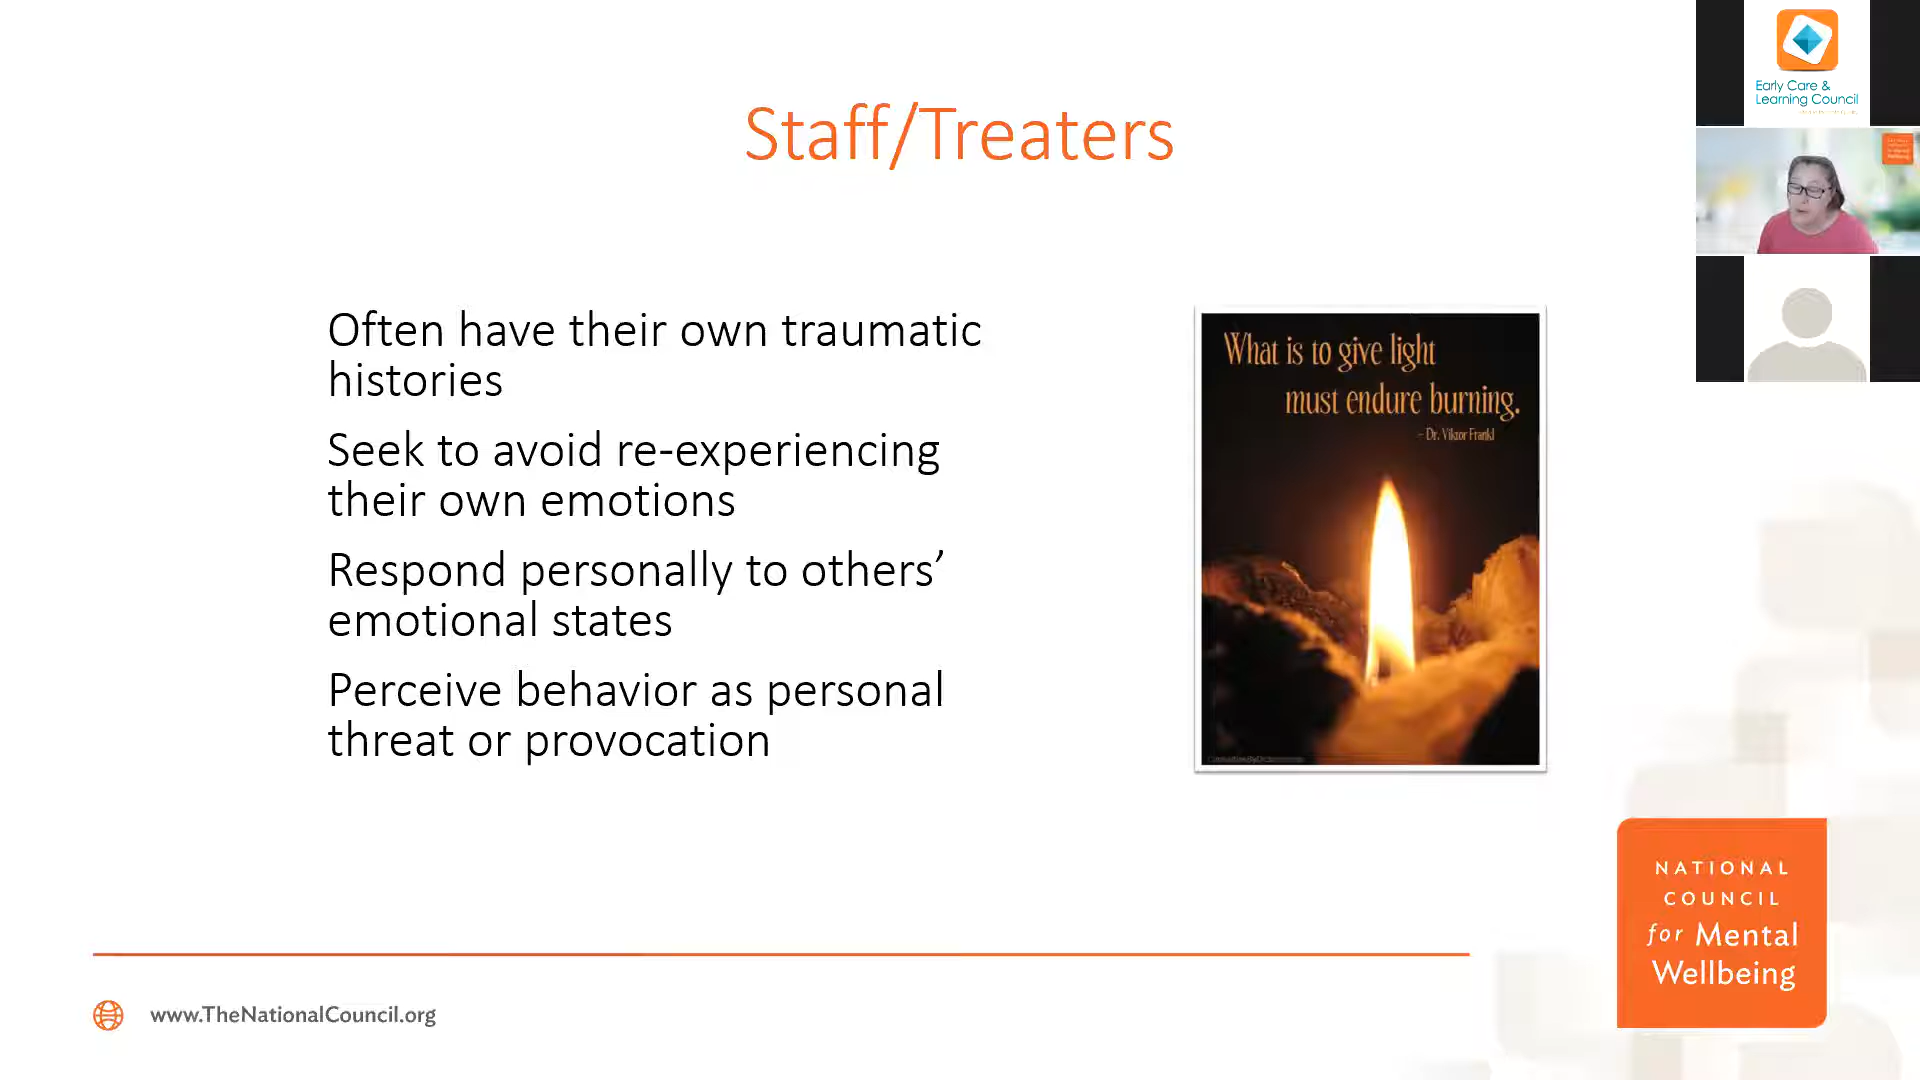 Staff/Treaters
Often have their own traumatic
histories
Seek to avoid re-experiencing
their own emotions
Respond personally to others’
emotional states
Perceive behavior as personal
threat or provocation
What is to give light
must endure burning.
- Dr. Viktor Frankl
Early Care &
Learning Council
NATIONAL
COUNCIL
for Mental
Wellbeing
www.TheNationalCouncil.org